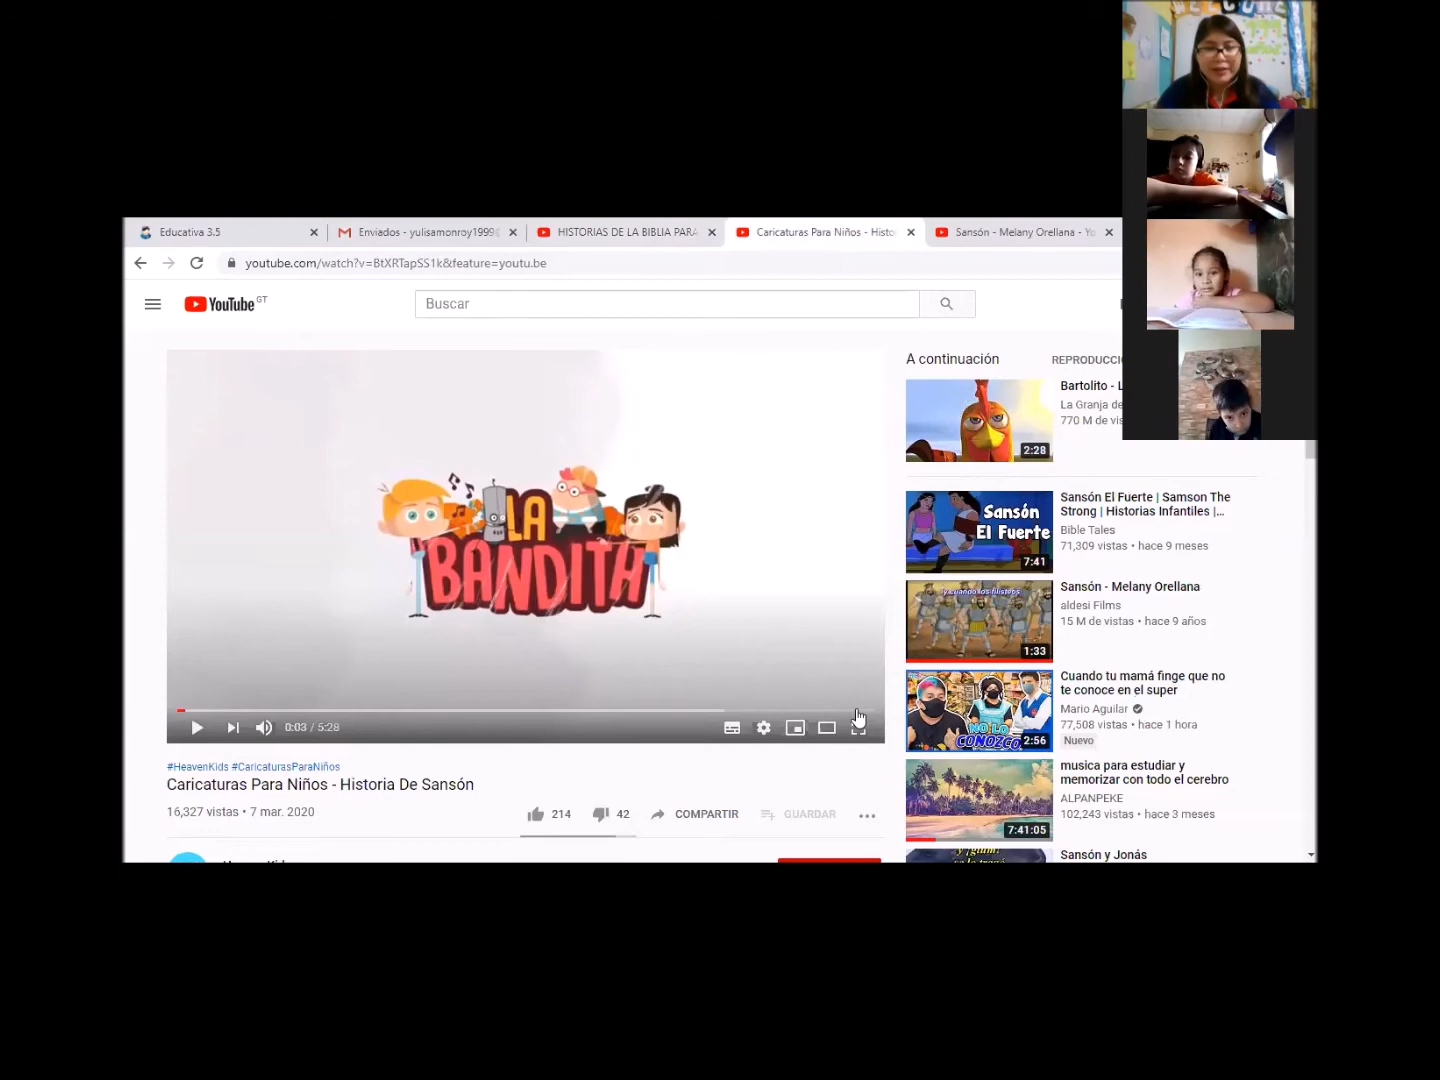 WELCOME
Educativa 3.5
Enviados - yulisamonroy1999@
HISTORIAS DE LA BIBLIA PARA
Caricaturas Para Niños - Histo
Sansón - Melany Orellana - Yo
youtube.com/watch?v=BtXRTapSS1k&feature=youtu.be
YouTube GT
Buscar
LA
BANDITA
0:03 / 5:28
#HeavenKids #CaricaturasParaNiños
Caricaturas Para Niños - Historia De Sansón
16,327 vistas • 7 mar. 2020
214
42
COMPARTIR
GUARDAR
A continuación
REPRODUCCI
Bartolito - L
La Granja de
770 M de vis
2:28
Sansón
El Fuerte
7:41
Sansón El Fuerte | Samson The
Strong | Historias Infantiles |...
Bible Tales
71,309 vistas • hace 9 meses
y cuando los filisteos
1:33
Sansón - Melany Orellana
aldesi Films
15 M de vistas • hace 9 años
NO LO
CONOZCO
2:56
Cuando tu mamá finge que no
te conoce en el super
Mario Aguilar
77,508 vistas • hace 1 hora
Nuevo
7:41:05
musica para estudiar y
memorizar con todo el cerebro
ALPANPEKE
102,243 vistas • hace 3 meses
Sansón y Jonás